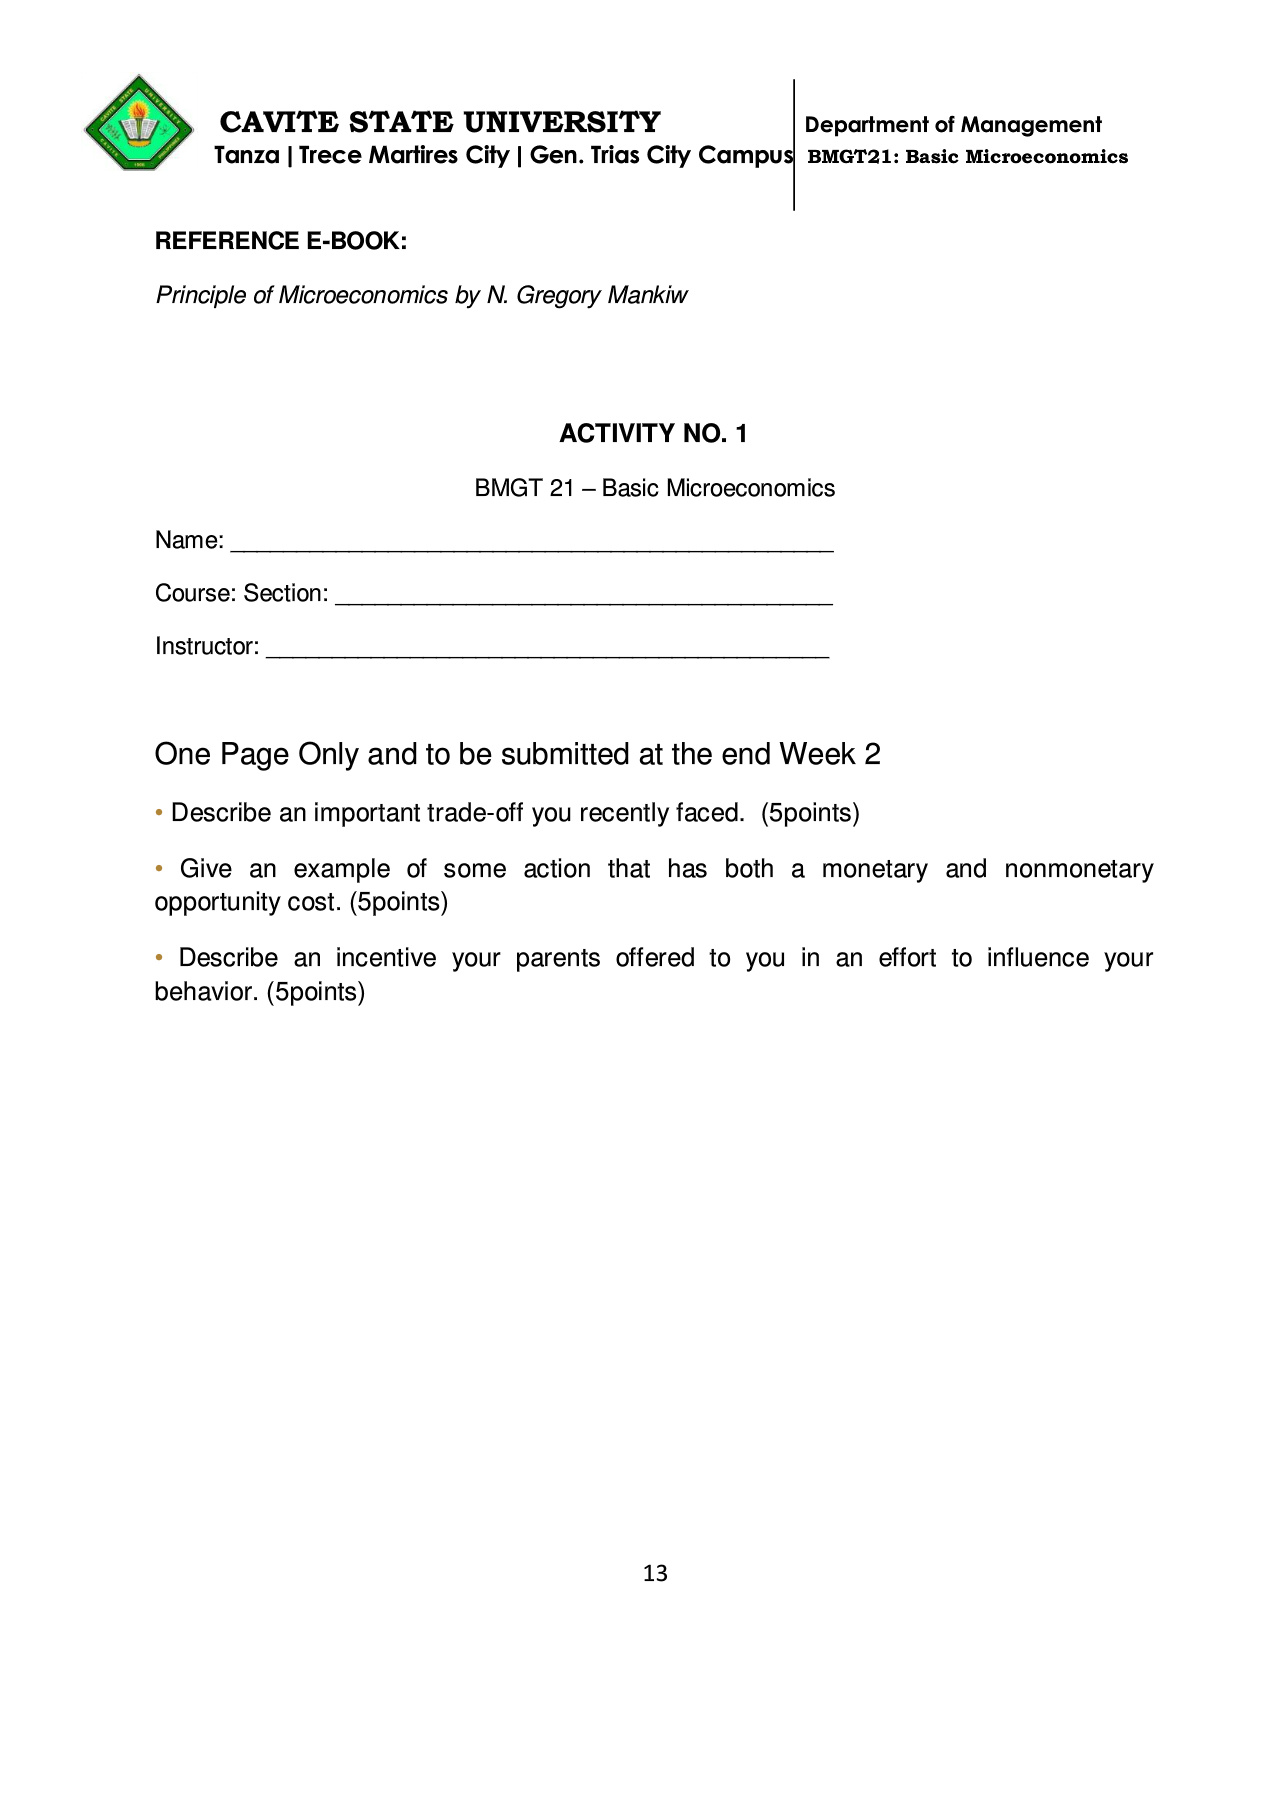 CAVITE STATE UNIVERSITY
Tanza | Trece Martires City | Gen. Trias City Campus
Department of Management
BMGT21: Basic Microeconomics
REFERENCE E-BOOK:
Principle of Microeconomics by N. Gregory Mankiw
ACTIVITY NO. 1
BMGT 21 – Basic Microeconomics
Name: ____________________________________________
Course: Section: ____________________________________
Instructor: _________________________________________
One Page Only and to be submitted at the end Week 2
• Describe an important trade-off you recently faced. (5points)
• Give an example of some action that has both a monetary and nonmonetary
opportunity cost. (5points)
• Describe an incentive your parents offered to you in an effort to influence your
behavior. (5points)
13